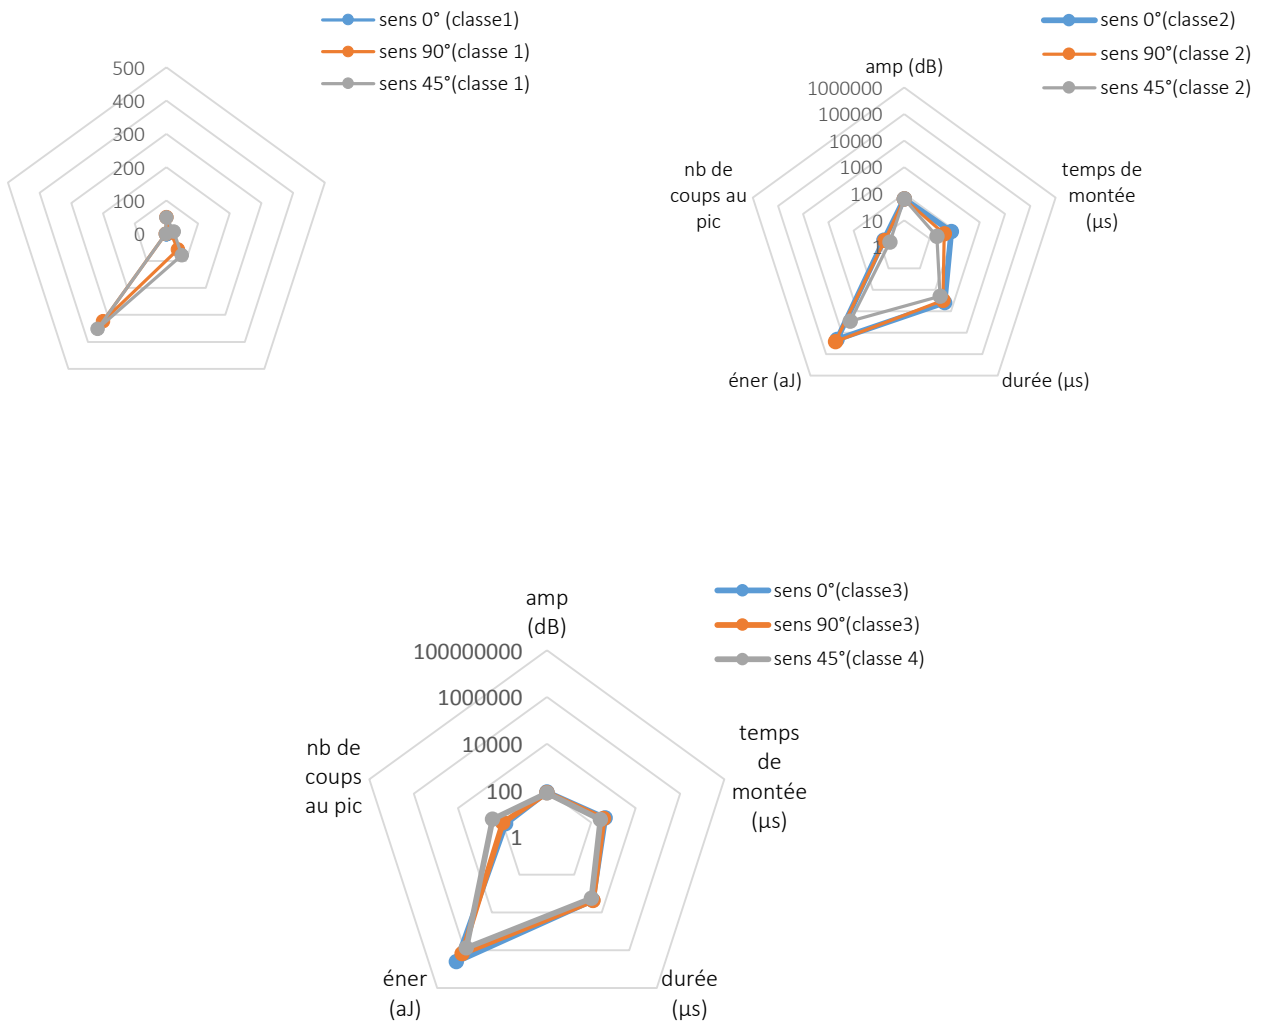 sens 0° (classe1)
sens 90°(classe 1)
sens 45°(classe 1)
500
400
300
200
100
0
sens 0°(classe2)
sens 90°(classe 2)
sens 45°(classe 2)
amp (dB)
1000000
100000
10000
1000
100
10
1
temps de
montée
(µs)
durée (µs)
éner (aJ)
nb de
coups au
pic
sens 0°(classe3)
sens 90°(classe3)
sens 45°(classe 4)
amp
(dB)
100000000
1000000
10000
100
1
temps
de
montée
(µs)
durée
(µs)
éner
(aJ)
nb de
coups
au pic